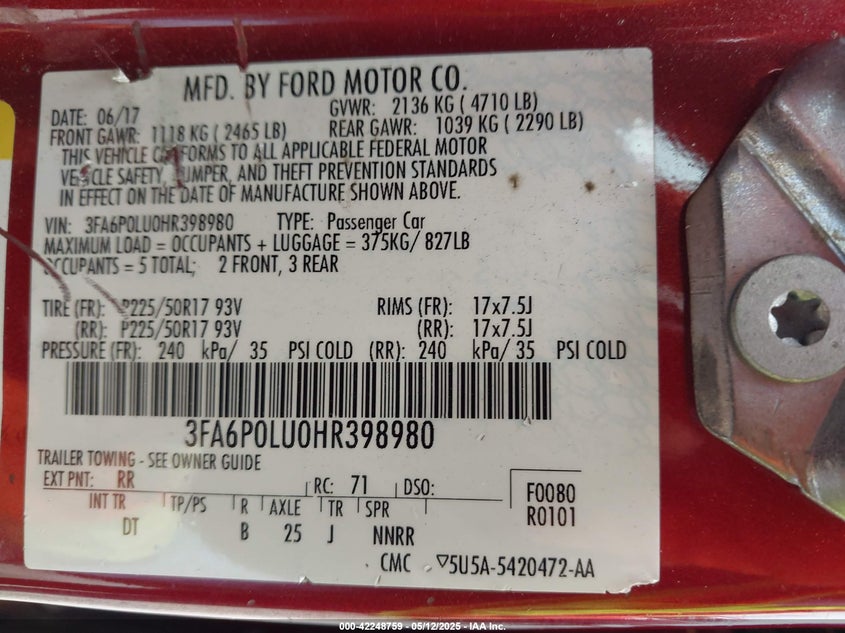 MFD. BY FORD MOTOR CO.
DATE: 06/17 GVWR: 2136 KG ( 4710 LB)
FRONT GAWR: 1118 KG ( 2465 LB) REAR GAWR: 1039 KG ( 2290 LB)
THIS VEHICLE CONFORMS TO ALL APPLICABLE FEDERAL MOTOR
VEHICLE SAFETY, BUMPER, AND THEFT PREVENTION STANDARDS
IN EFFECT ON THE DATE OF MANUFACTURE SHOWN ABOVE.
VIN: 3FA6P0LU0HR398980 TYPE: Passenger Car
MAXIMUM LOAD = OCCUPANTS + LUGGAGE = 375KG/ 827LB
OCCUPANTS = 5 TOTAL; 2 FRONT, 3 REAR
TIRE (FR): P225/50R17 93V RIMS (FR): 17x7.5J
(RR): P225/50R17 93V (RR): 17x7.5J
PRESSURE (FR): 240 kPa/ 35 PSI COLD (RR): 240 kPa/ 35 PSI COLD
3FA6P0LU0HR398980
TRAILER TOWING - SEE OWNER GUIDE
EXT PNT: RR RC: 71 DSO: F0080
INT TR TP/PS R AXLE TR SPR R0101
DT B 25 J NNRR
CMC ▽5U5A-5420472-AA
000-42248759 - 05/12/2025 - IAA Inc.